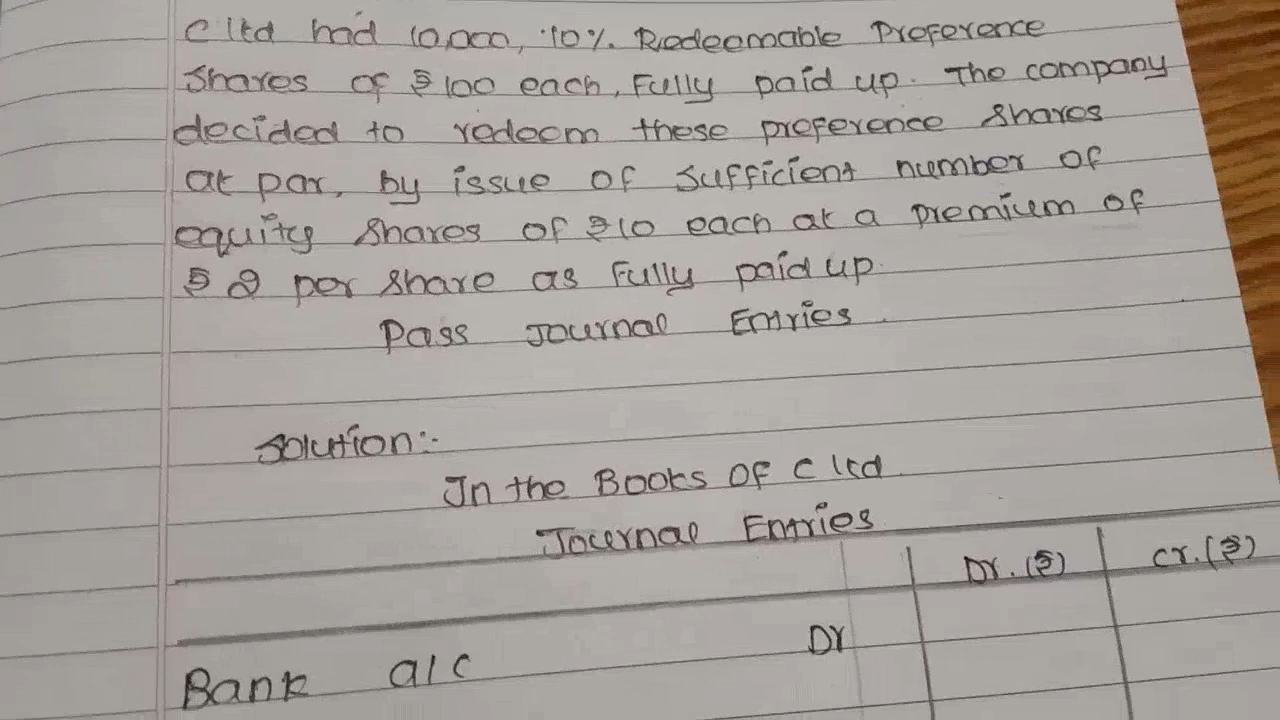 C ltd had 10,000, 10% Redeemable Preference
Shares of ₹100 each, Fully paid up. The company
decided to redeem these preference shares
at par, by issue of sufficient number of
equity shares of ₹10 each at a premium of
₹2 per share as fully paid up.
Pass Journal Entries.
Solution:-
In the Books of C ltd
Journal Entries
Dr. (₹) Cr. (₹)
Bank a/c Dr